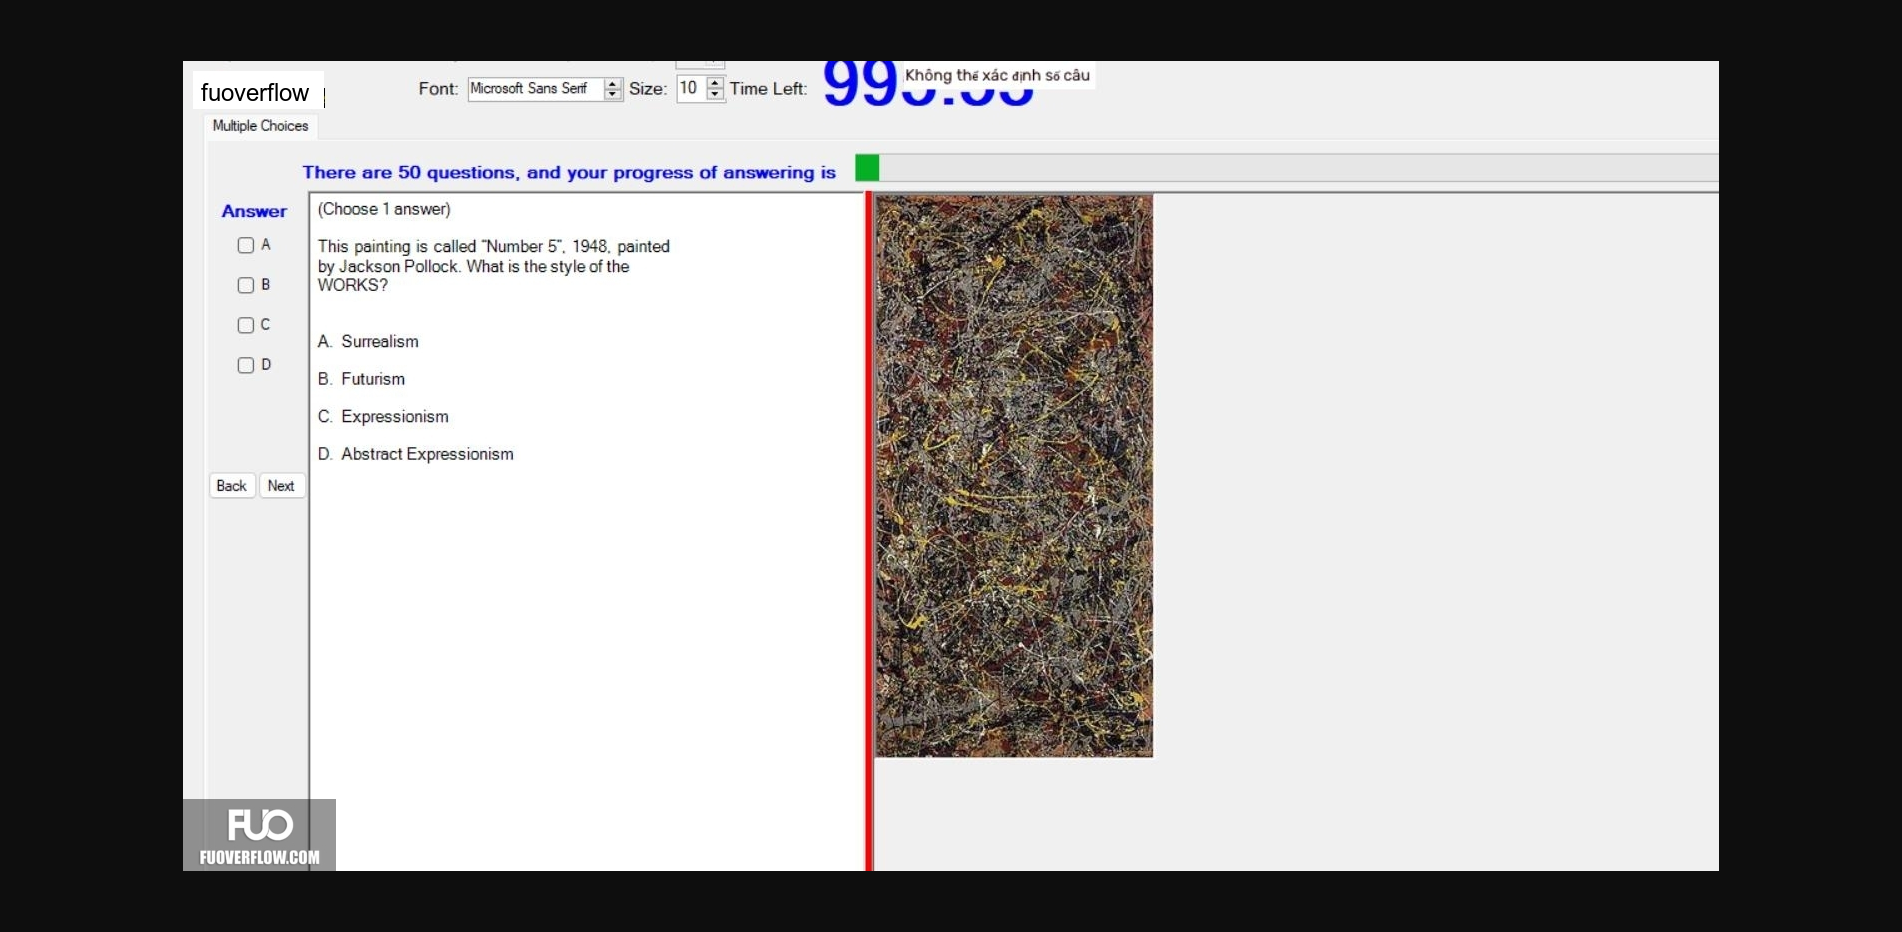 fuoverflow
Font: Microsoft Sans Serif Size: 10 Time Left:
Không thể xác định số câu
Multiple Choices
There are 50 questions, and your progress of answering is
Answer
A
B
C
D
Back Next
(Choose 1 answer)
This painting is called "Number 5", 1948, painted
by Jackson Pollock. What is the style of the
WORKS?
A. Surrealism
B. Futurism
C. Expressionism
D. Abstract Expressionism
FUO
FUOVERFLOW.COM